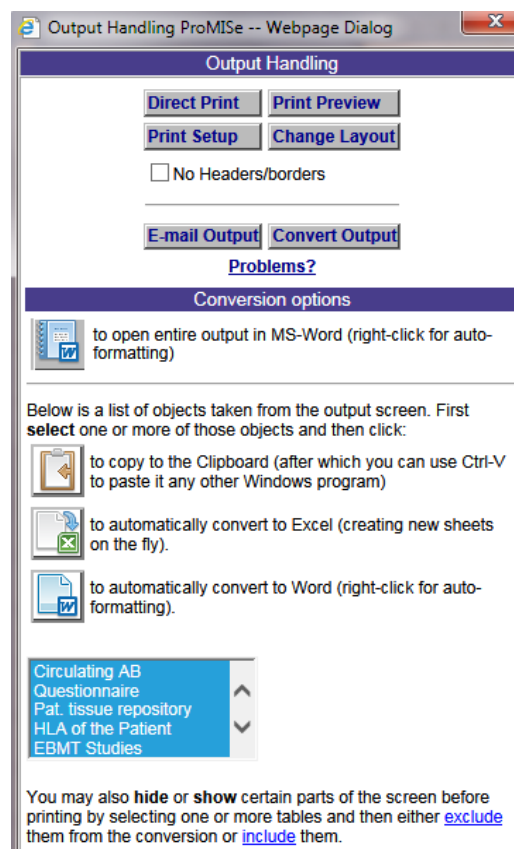 Output Handling ProMISe -- Webpage Dialog
Output Handling
Direct Print Print Preview
Print Setup Change Layout
No Headers/borders
E-mail Output Convert Output
Problems?
Conversion options
to open entire output in MS-Word (right-click for auto-
formatting)
Below is a list of objects taken from the output screen. First
select one or more of those objects and then click:
to copy to the Clipboard (after which you can use Ctrl-V
to paste it any other Windows program)
to automatically convert to Excel (creating new sheets
on the fly).
to automatically convert to Word (right-click for auto-
formatting).
Circulating AB
Questionnaire
Pat. tissue repository
HLA of the Patient
EBMT Studies
You may also hide or show certain parts of the screen before
printing by selecting one or more tables and then either exclude
them from the conversion or include them.